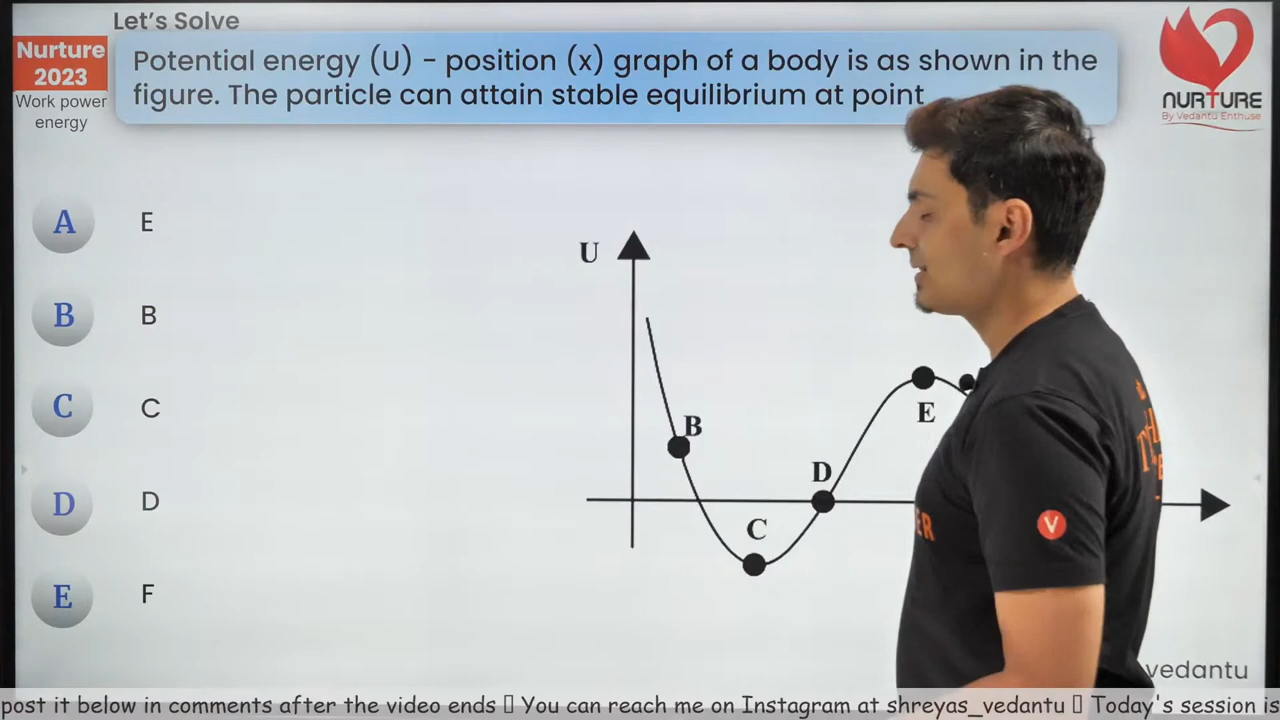 Let's Solve
Nurture
2023
Work power
energy
Potential energy (U) - position (x) graph of a body is as shown in the
figure. The particle can attain stable equilibrium at point
NURTURE
By Vedantu Enthuse
A E
B B
C C
D D
E F
U
B
C
D
E
V
ER
vedantu
post it below in comments after the video ends ▯ You can reach me on Instagram at shreyas_vedantu ▯ Today's session is